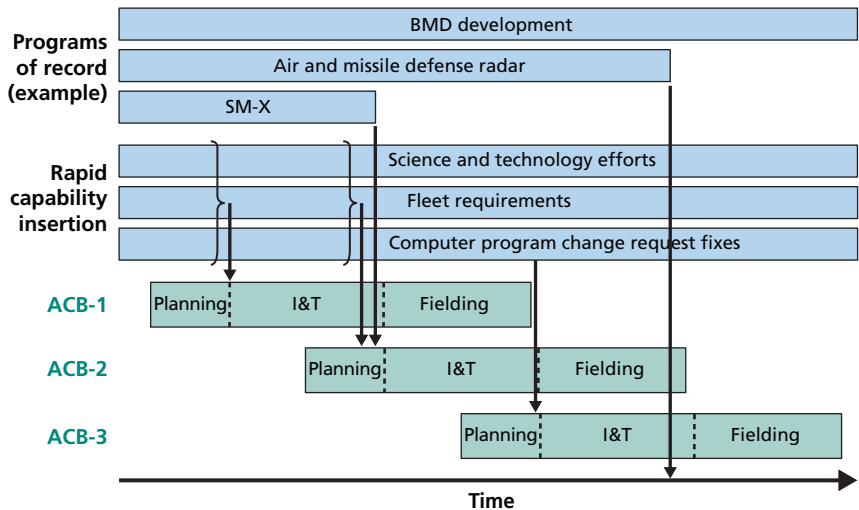 Programs
of record
(example)
BMD development
Air and missile defense radar
SM-X
Rapid
capability
insertion
Science and technology efforts
Fleet requirements
Computer program change request fixes
ACB-1
Planning I&T Fielding
ACB-2
Planning I&T Fielding
ACB-3
Planning I&T Fielding
Time